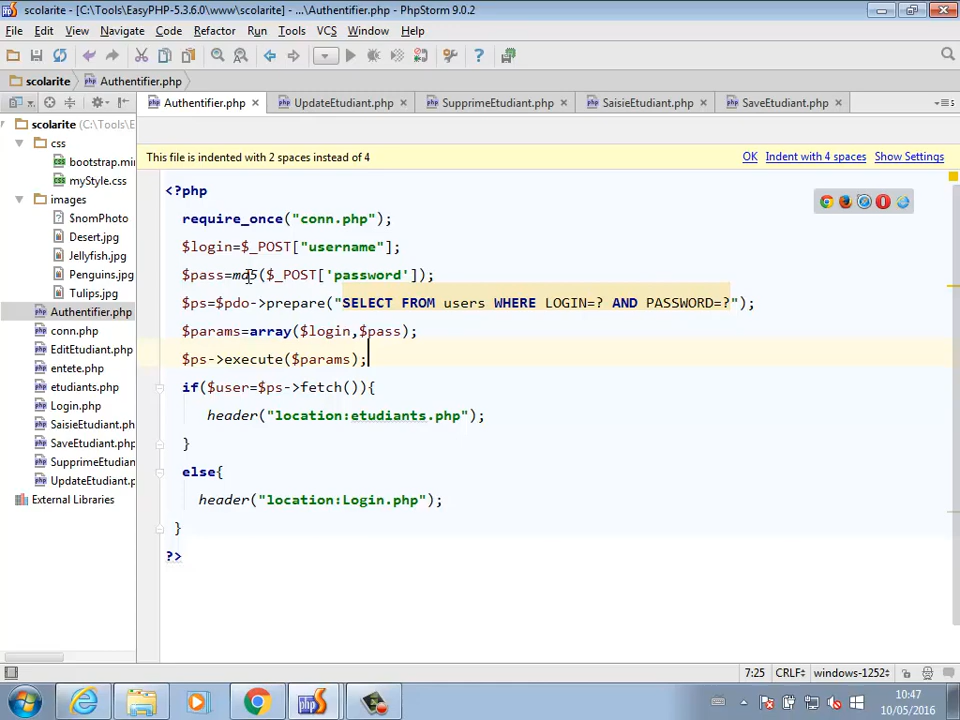 scolarite - [C:\Tools\EasyPHP-5.3.6.0\www\scolarite] - ...\Authentifier.php - PhpStorm 9.0.2
File Edit View Navigate Code Refactor Run Tools VCS Window Help
scolarite Authentifier.php
Authentifier.php UpdateEtudiant.php SupprimeEtudiant.php SaisieEtudiant.php SaveEtudiant.php
This file is indented with 2 spaces instead of 4 OK Indent with 4 spaces Show Settings
scolarite (C:\Tools\E
css
bootstrap.mi
myStyle.css
images
$nomPhoto
Desert.jpg
Jellyfish.jpg
Penguins.jpg
Tulips.jpg
Authentifier.php
conn.php
EditEtudiant.php
entete.php
etudiants.php
Login.php
SaisieEtudiant.ph
SaveEtudiant.php
SupprimeEtudian
UpdateEtudiant.p
External Libraries
<?php
require_once("conn.php");
$login=$_POST["username"];
$pass=md5($_POST['password']);
$ps=$pdo->prepare("SELECT FROM users WHERE LOGIN=? AND PASSWORD=?");
$params=array($login,$pass);
$ps->execute($params);
if($user=$ps->fetch()){
header("location:etudiants.php");
}
else{
header("location:Login.php");
}
?>
7:25 CRLF windows-1252
10:47
10/05/2016